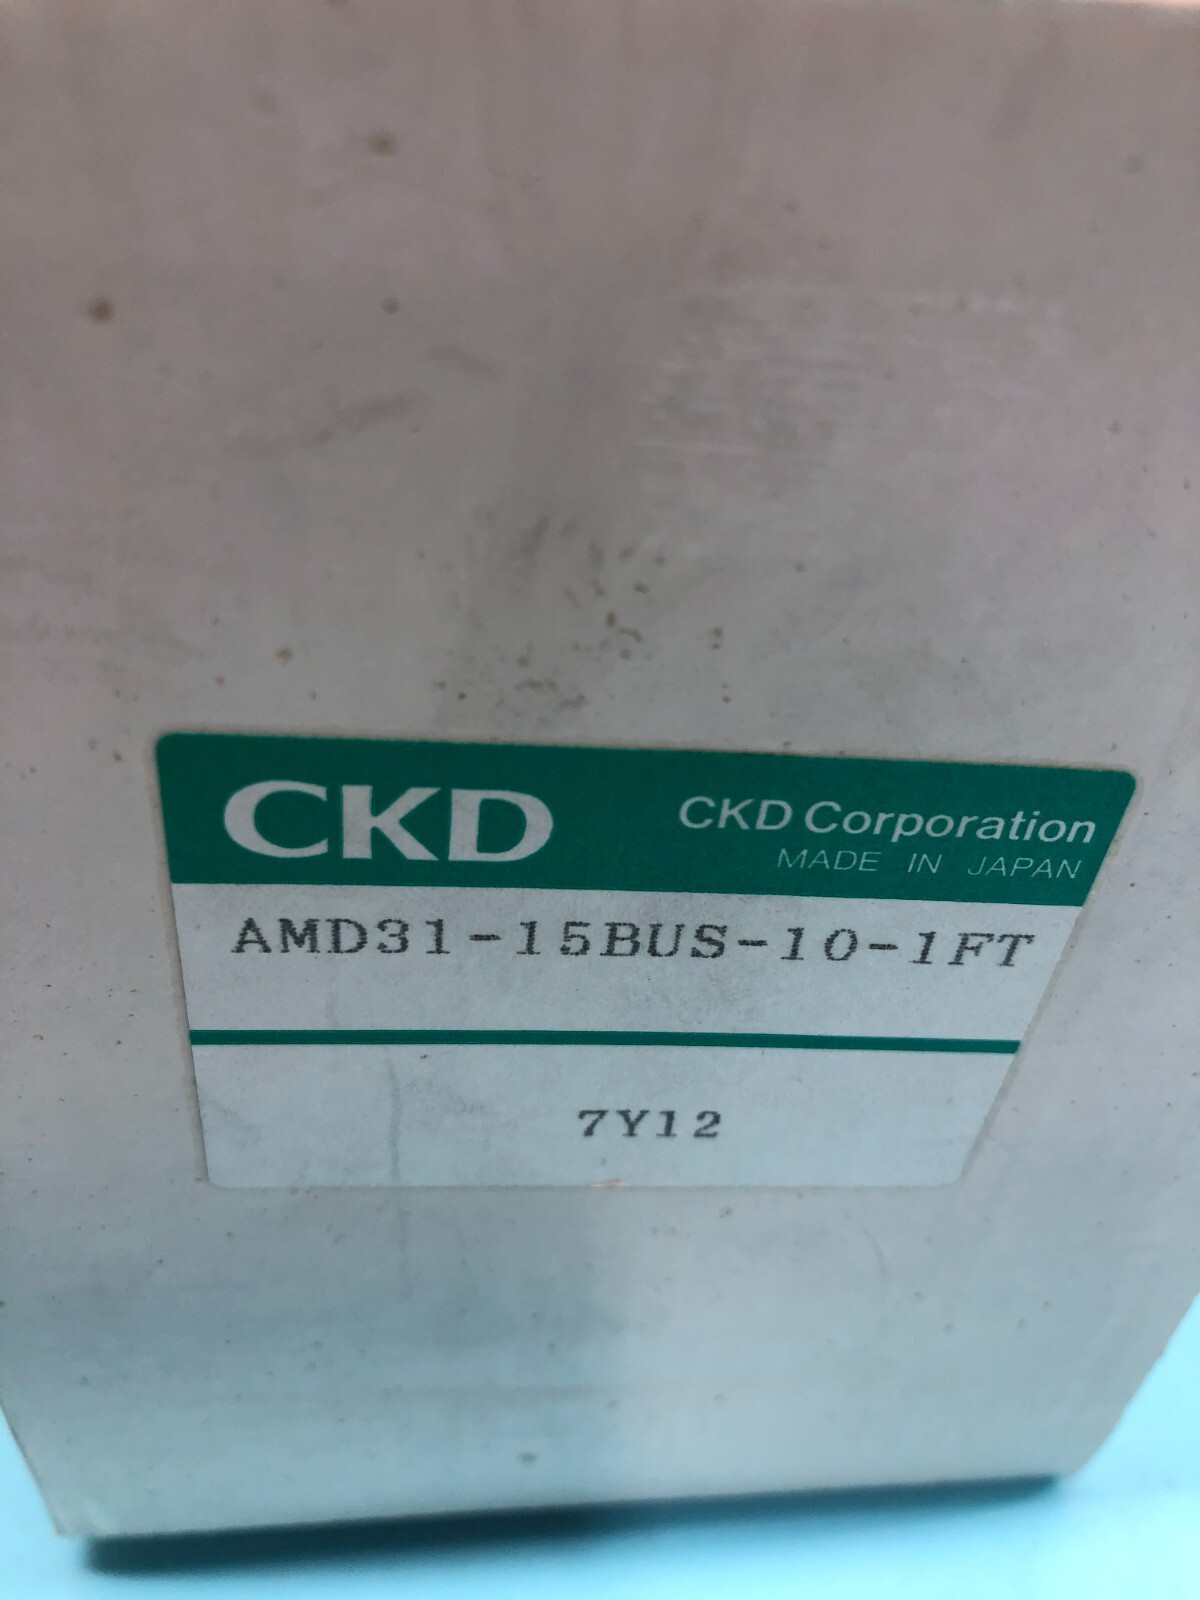 CKD
CKD Corporation
MADE IN JAPAN
AMD31-15BUS-10-1FT
7Y12